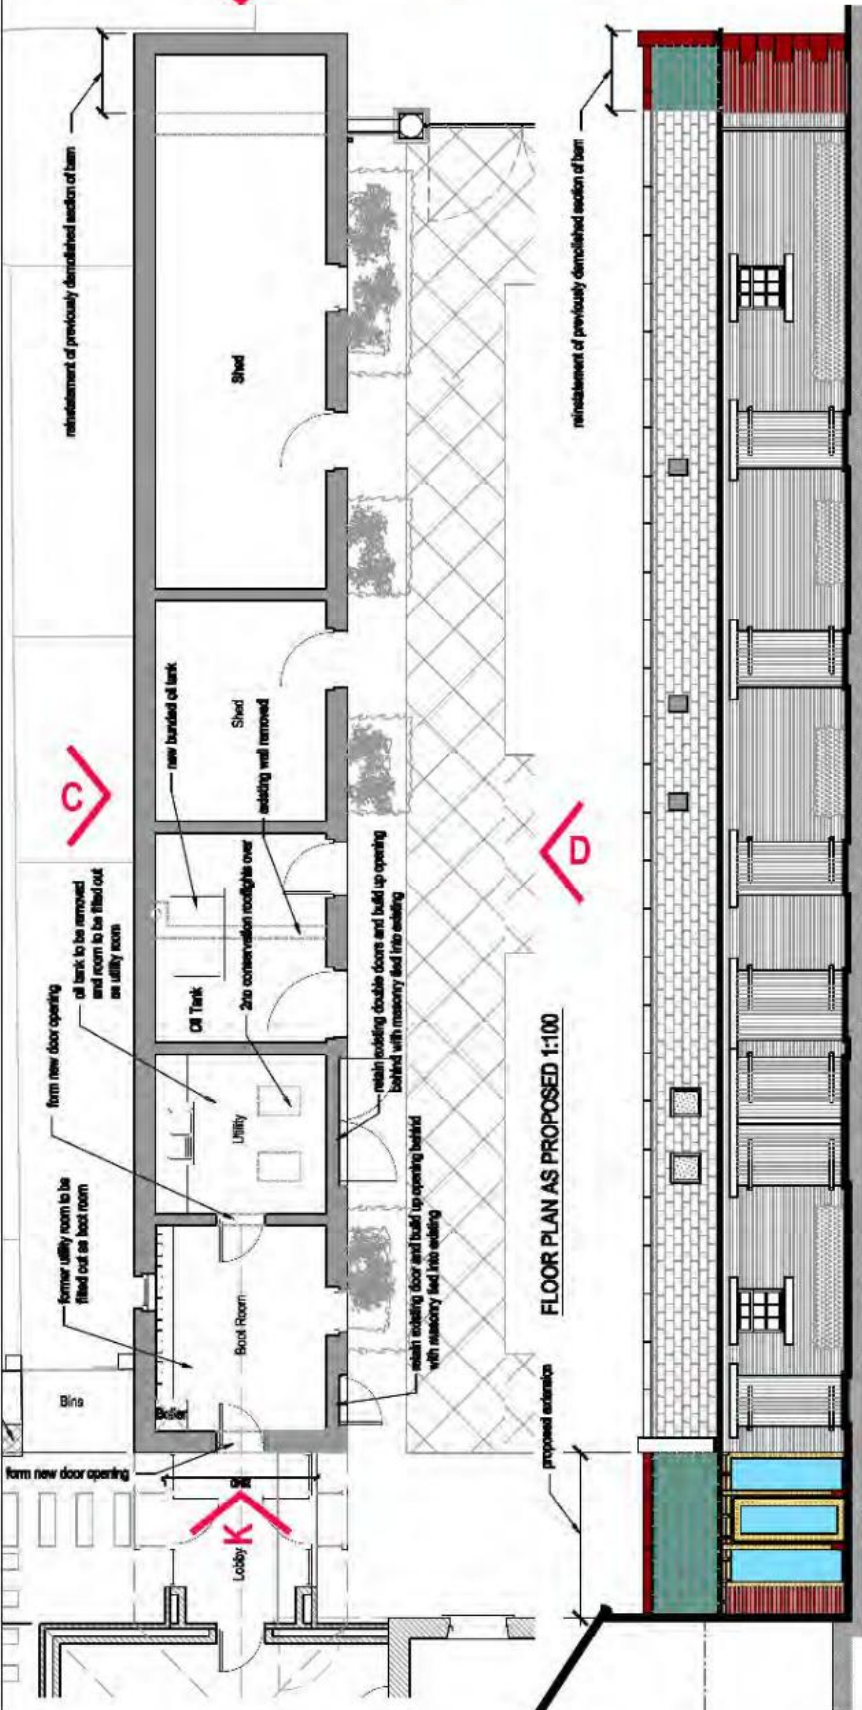 reinstatement of previously demolished section of barn
Shed
C
new bunded oil tank
Shed
existing wall removed
oil tank to be removed
and room to be fitted out
as utility room
form new door opening
Oil Tank
2no conservation rooflights over
retain existing double doors and build up opening
behind with masonry tied into existing
Utility
former utility room to be
fitted out as boot room
Boot Room
retain existing door and build up opening behind
with masonry tied into existing
Bins
Boiler
form new door opening
K
Lobby
FLOOR PLAN AS PROPOSED 1:100
D
reinstatement of previously demolished section of barn
proposed extension